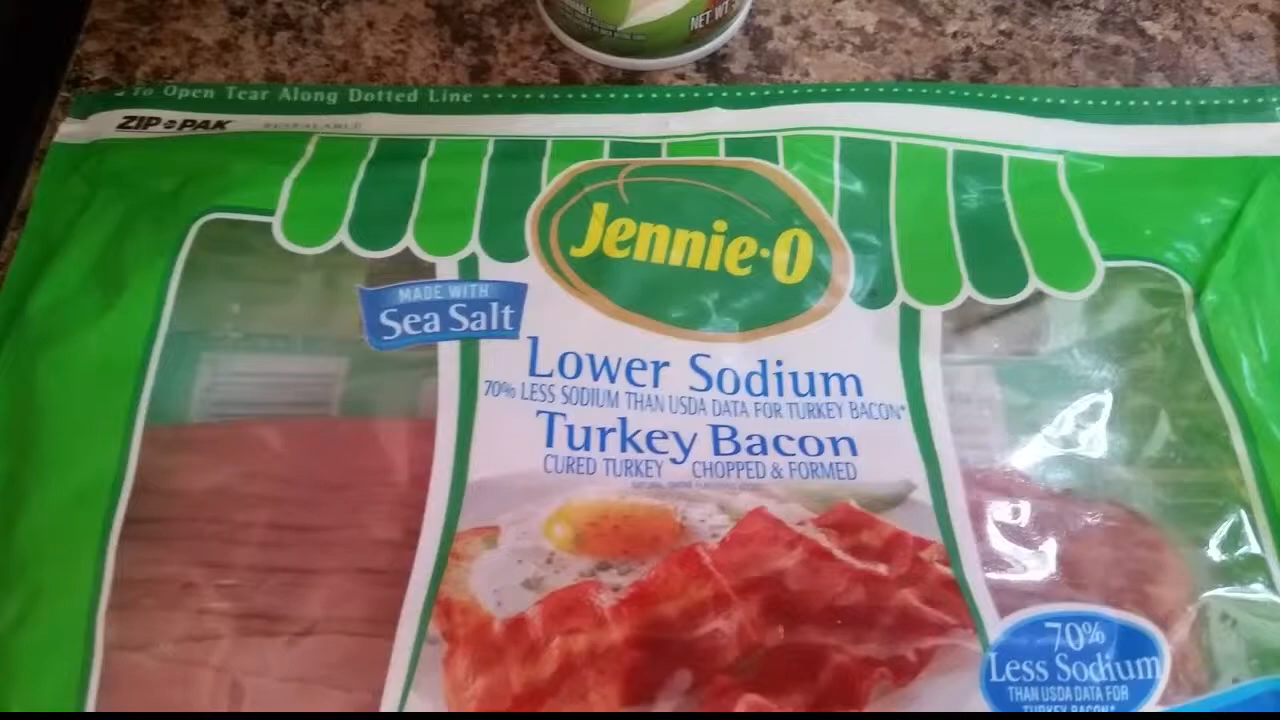 NET WT
To Open Tear Along Dotted Line
ZIP PAK
RESEALABLE
Jennie-O
MADE WITH
Sea Salt
Lower Sodium
70% LESS SODIUM THAN USDA DATA FOR TURKEY BACON*
Turkey Bacon
CURED TURKEY CHOPPED & FORMED
70%
Less Sodium
THAN USDA DATA FOR
TURKEY BACON*